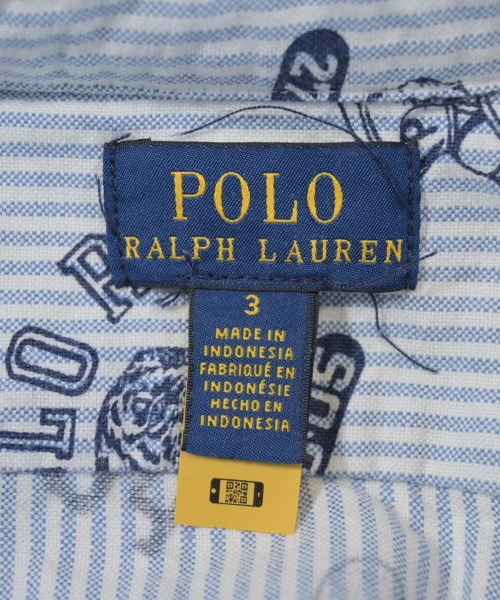 POLO
RALPH LAUREN
3
MADE IN
INDONESIA
FABRIQUÉ EN
INDONÉSIE
HECHO EN
INDONESIA